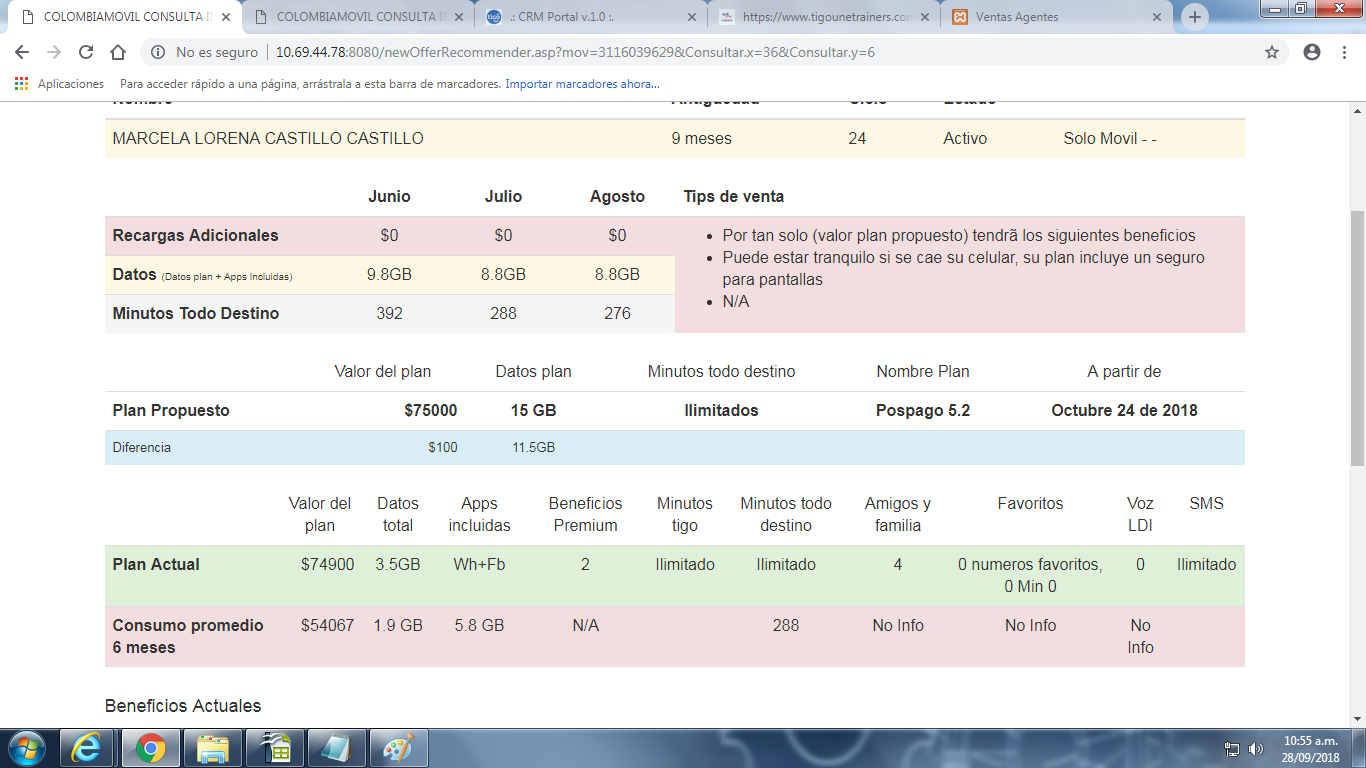 COLOMBIAMOVIL CONSULTA I
COLOMBIAMOVIL CONSULTA I
.: CRM Portal v.1.0 :.
https://www.tigounetrainers.com
Ventas Agentes
No es seguro
10.69.44.78:8080/newOfferRecommender.asp?mov=3116039629&Consultar.x=36&Consultar.y=6
Aplicaciones Para acceder rápido a una página, arrástrala a esta barra de marcadores. Importar marcadores ahora...
Nombre Antigüedad Ciclo Estado
MARCELA LORENA CASTILLO CASTILLO 9 meses 24 Activo Solo Movil - -
Junio Julio Agosto Tips de venta
Recargas Adicionales $0 $0 $0
Datos (Datos plan + Apps Incluidas) 9.8GB 8.8GB 8.8GB
Minutos Todo Destino 392 288 276
• Por tan solo (valor plan propuesto) tendrã los siguientes beneficios
• Puede estar tranquilo si se cae su celular, su plan incluye un seguro
para pantallas
• N/A
Valor del plan Datos plan Minutos todo destino Nombre Plan A partir de
Plan Propuesto $75000 15 GB Ilimitados Pospago 5.2 Octubre 24 de 2018
Diferencia $100 11.5GB
Valor del plan Datos total Apps incluidas Beneficios Premium Minutos tigo Minutos todo destino Amigos y familia Favoritos Voz LDI SMS
Plan Actual $74900 3.5GB Wh+Fb 2 Ilimitado Ilimitado 4 0 numeros favoritos, 0 Min 0 0 Ilimitado
Consumo promedio 6 meses $54067 1.9 GB 5.8 GB N/A 288 No Info No Info No Info
Beneficios Actuales
10:55 a.m.
28/09/2018